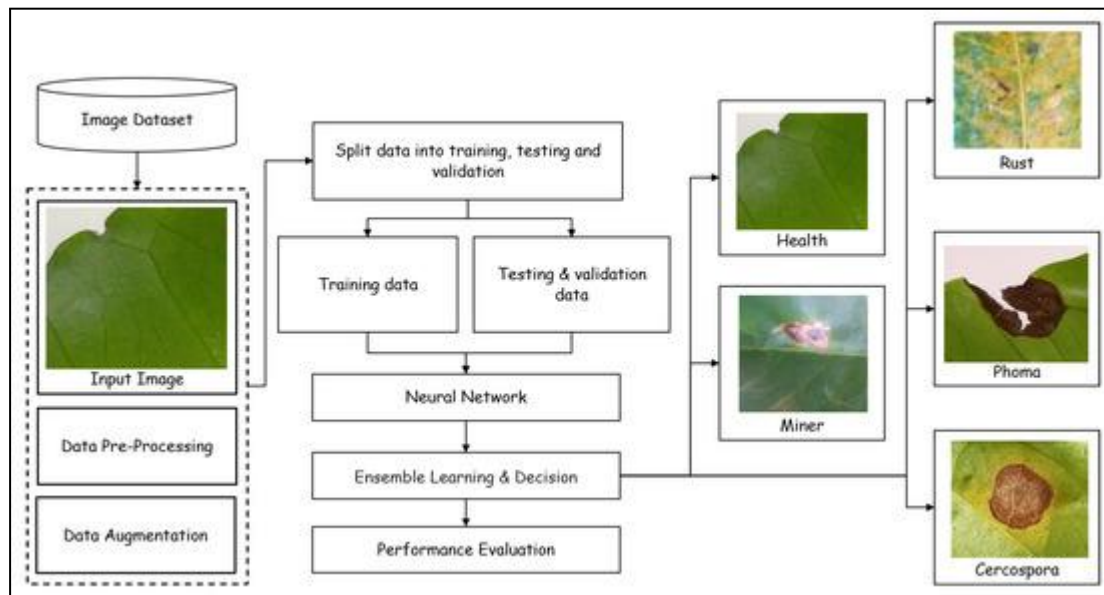 Image Dataset
Input Image
Data Pre-Processing
Data Augmentation
Split data into training, testing and
validation
Training data
Testing & validation
data
Neural Network
Ensemble Learning & Decision
Performance Evaluation
Health
Miner
Rust
Phoma
Cercospora